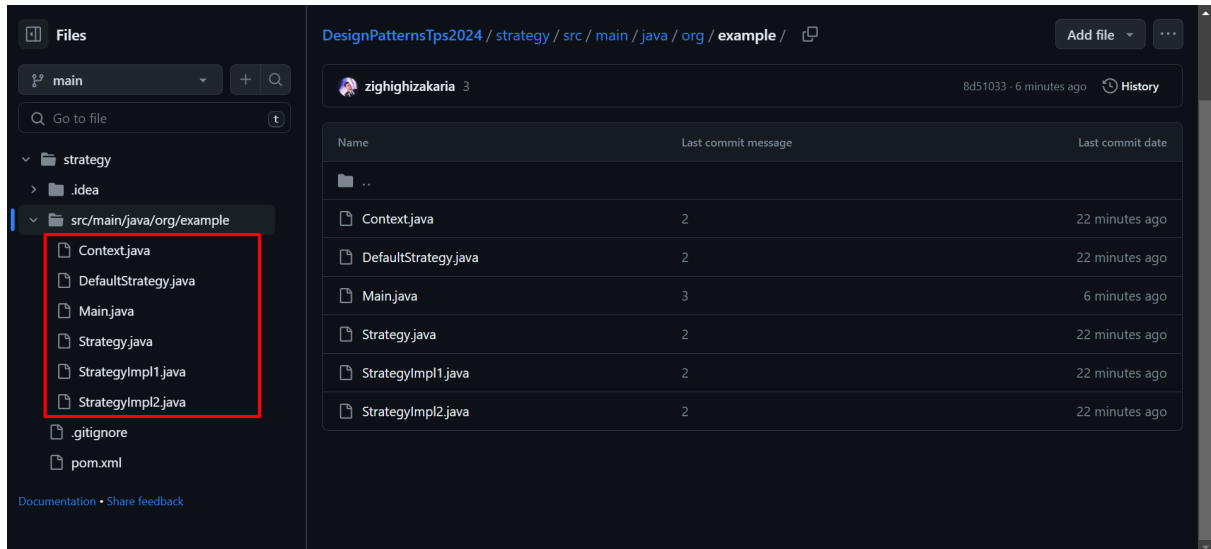 Files
main
Go to file
t
strategy
.idea
src/main/java/org/example
Context.java
DefaultStrategy.java
Main.java
Strategy.java
StrategyImpl1.java
StrategyImpl2.java
.gitignore
pom.xml
Documentation • Share feedback
DesignPatternsTps2024 / strategy / src / main / java / org / example /
Add file
zighighizakaria 3
8d51033 · 6 minutes ago History
Name Last commit message Last commit date
..
Context.java 2 22 minutes ago
DefaultStrategy.java 2 22 minutes ago
Main.java 3 6 minutes ago
Strategy.java 2 22 minutes ago
StrategyImpl1.java 2 22 minutes ago
StrategyImpl2.java 2 22 minutes ago